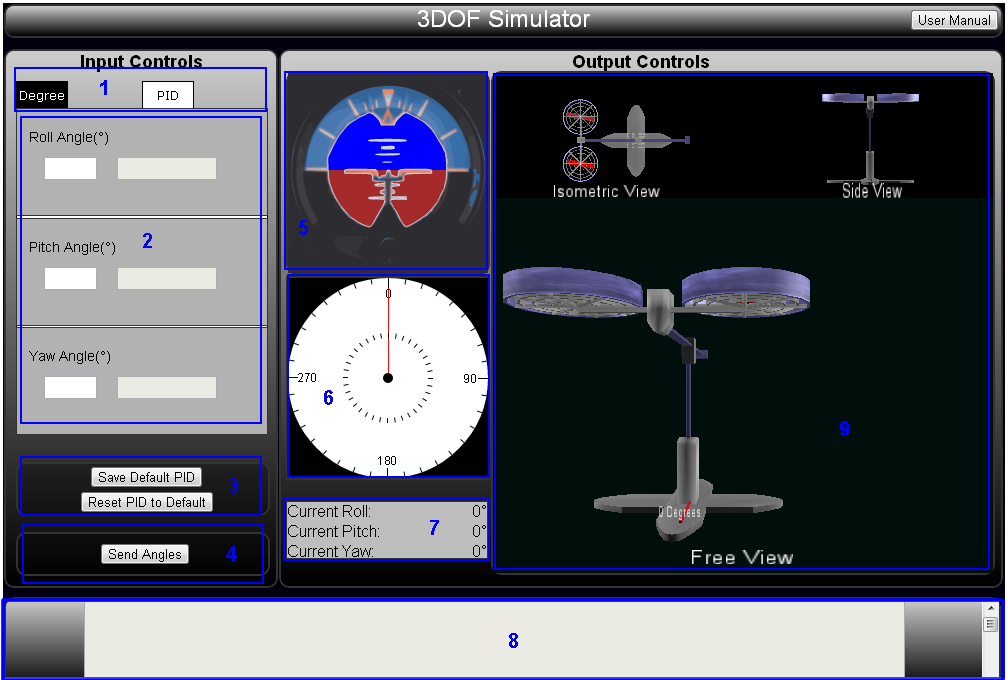 3DOF Simulator
User Manual
Input Controls
1
Degree
PID
Roll Angle(°)
2
Pitch Angle(°)
Yaw Angle(°)
Save Default PID
3
Reset PID to Default
Send Angles
4
Output Controls
5
0
270
90
6
180
Current Roll: 0°
Current Pitch: 0°
7
Current Yaw: 0°
Isometric View
Side View
9
0 Degrees
Free View
8